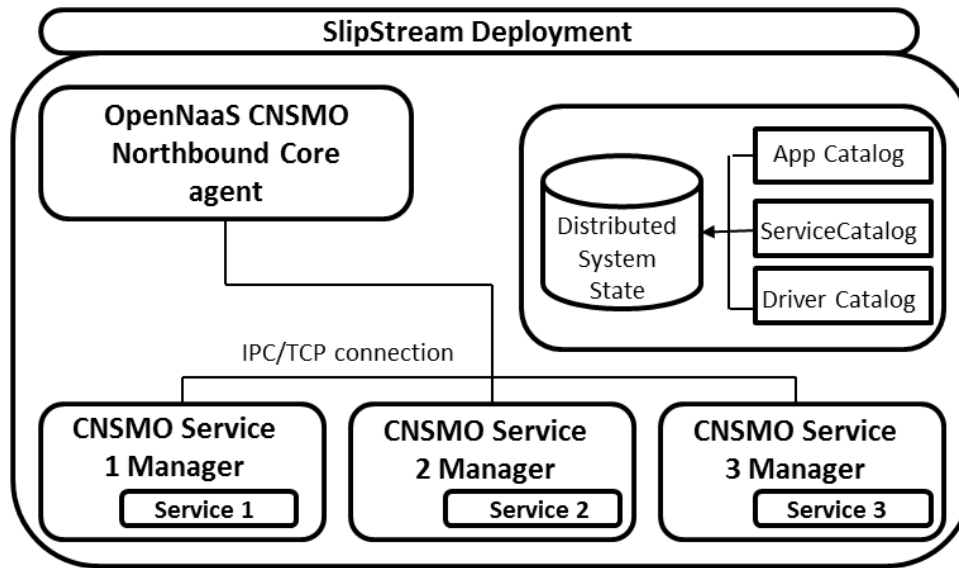 SlipStream Deployment
OpenNaaS CNSMO
Northbound Core
agent
Distributed
System
State
App Catalog
ServiceCatalog
Driver Catalog
IPC/TCP connection
CNSMO Service
1 Manager
Service 1
CNSMO Service
2 Manager
Service 2
CNSMO Service
3 Manager
Service 3